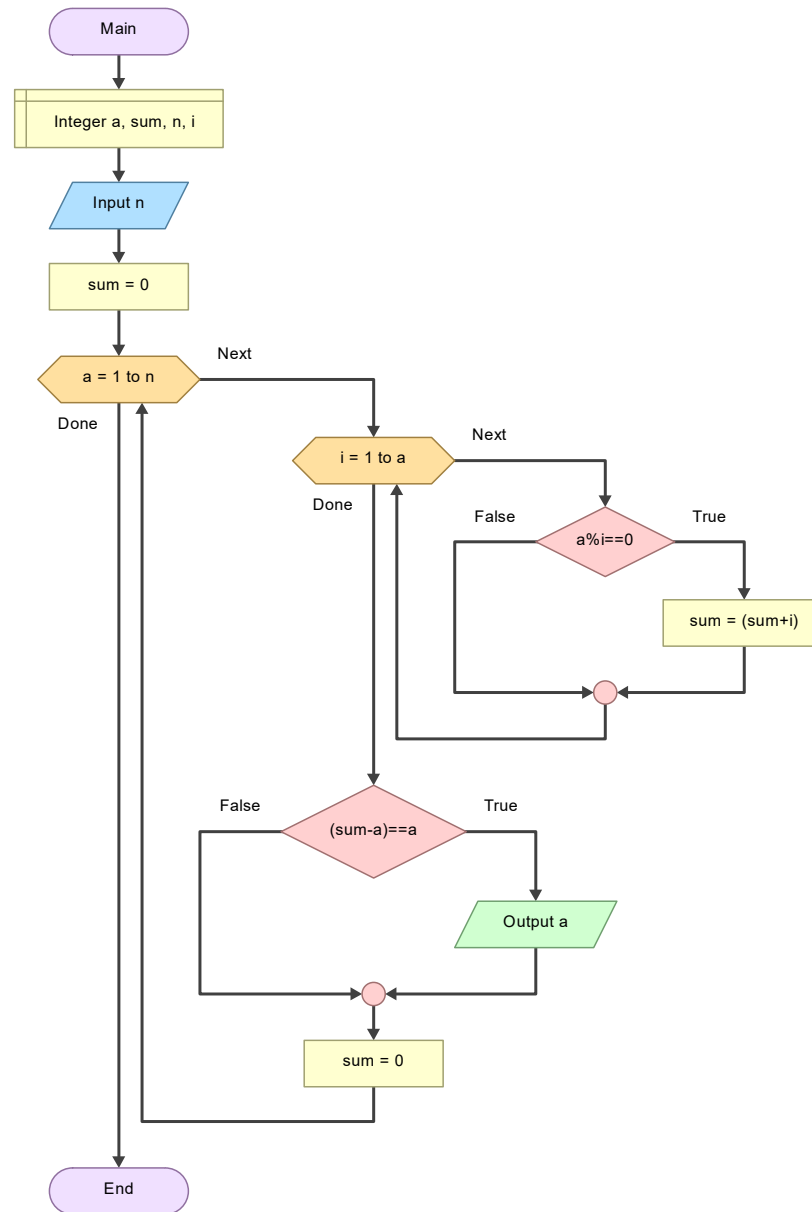 Main
Integer a, sum, n, i
Input n
sum = 0
a = 1 to n
Next
Done
i = 1 to a
Next
Done
a%i==0
False
True
sum = (sum+i)
(sum-a)==a
False
True
Output a
sum = 0
End